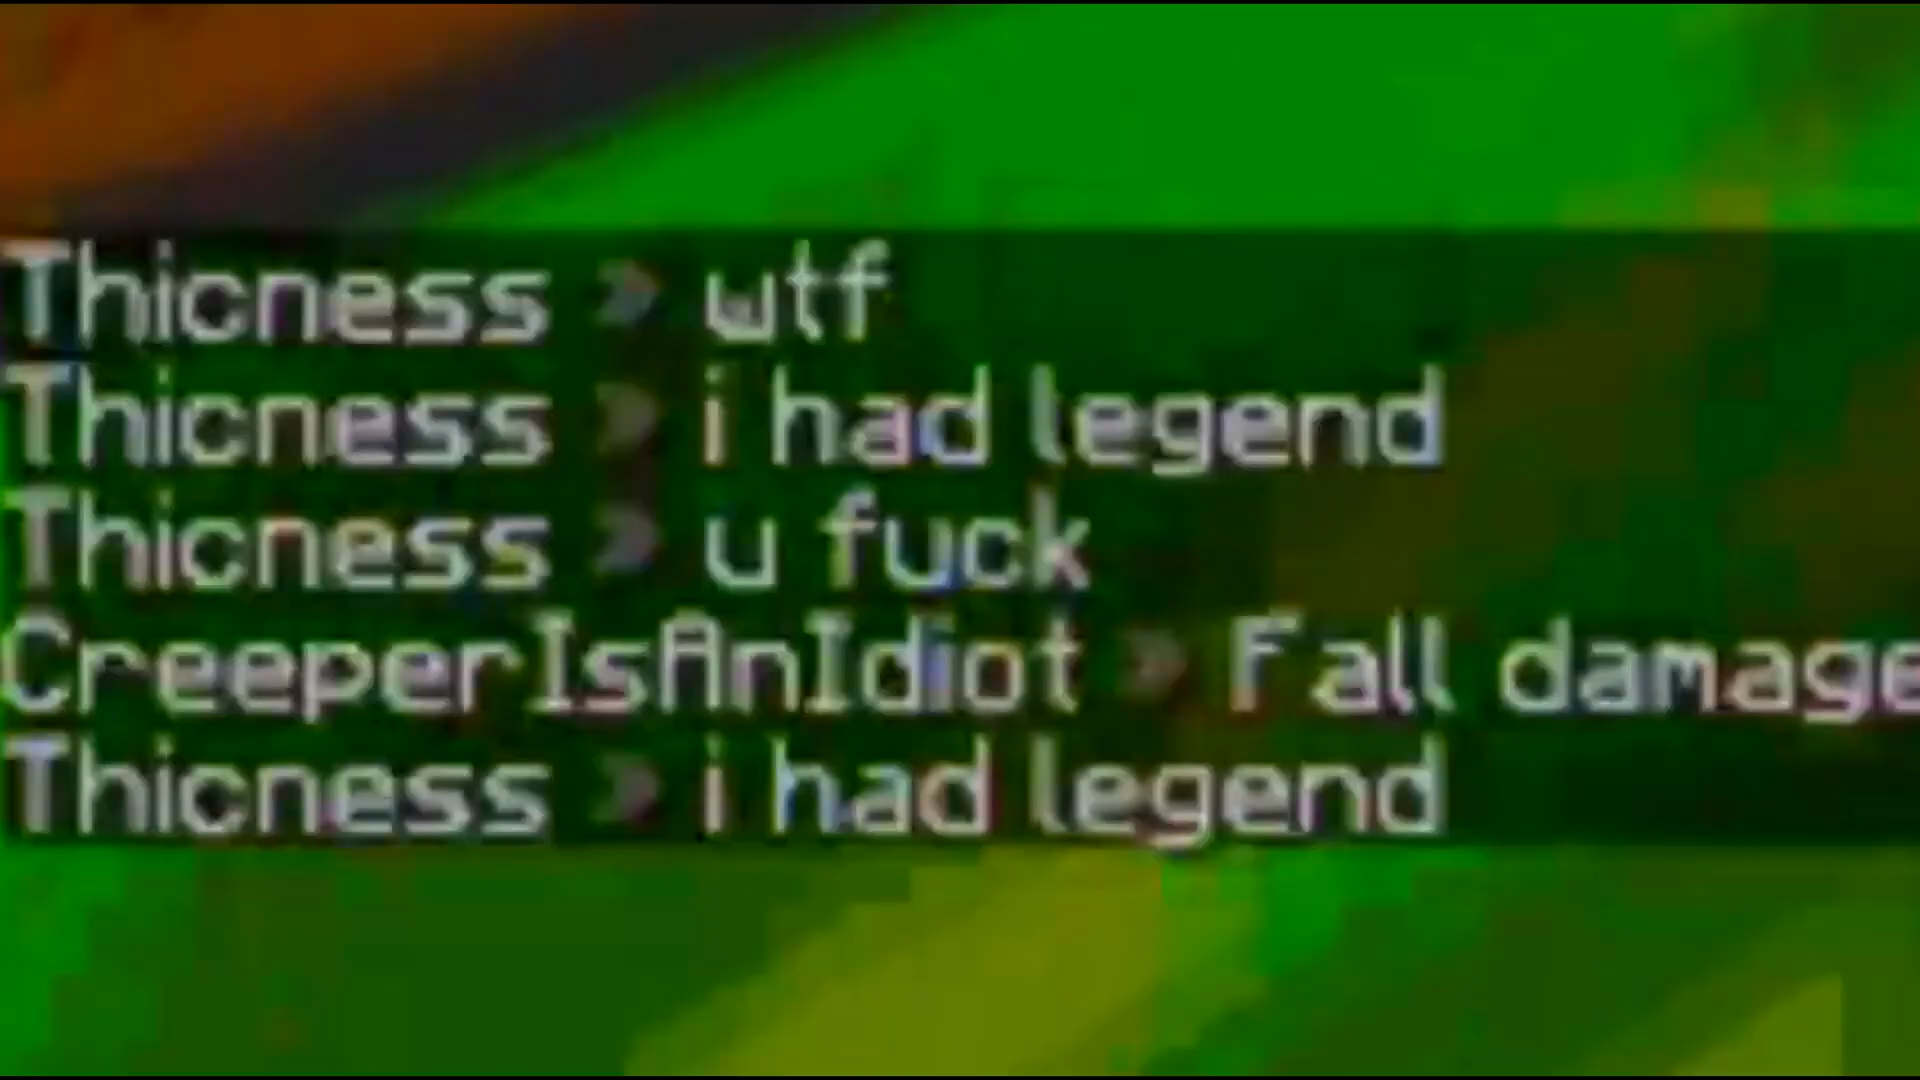 Thicness » wtf
Thicness » i had legend
Thicness » u fuck
CreeperIsAnIdiot » Fall damage
Thicness » i had legend